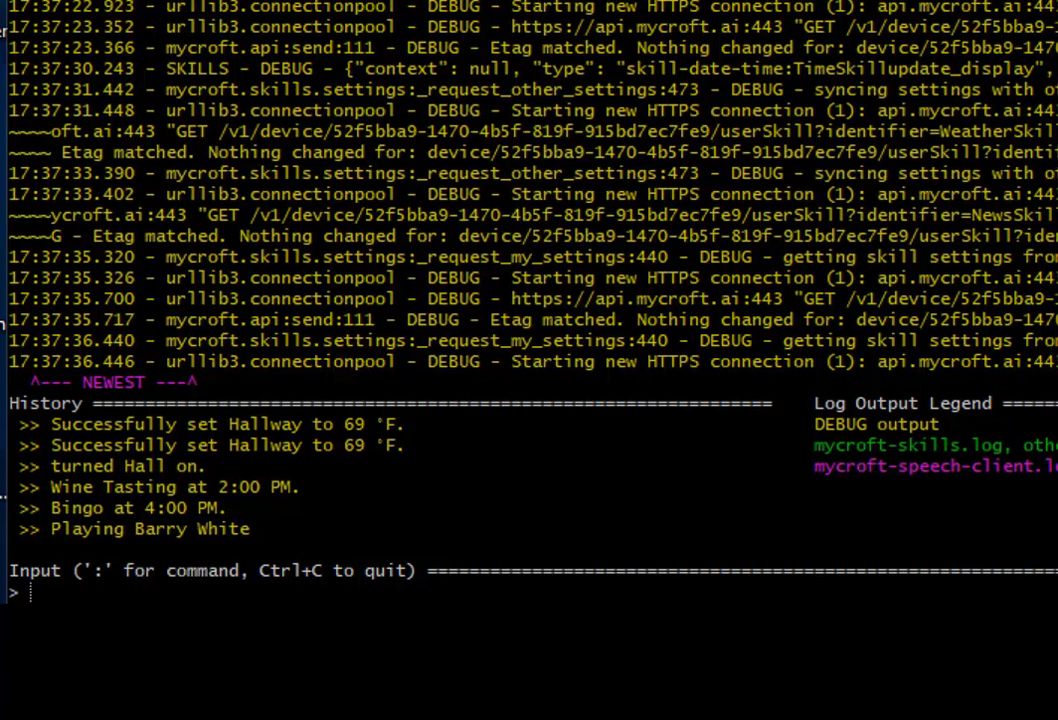 17:37:22.923 - urllib3.connectionpool - DEBUG - Starting new HTTPS connection (1): api.mycroft.ai:44
17:37:23.352 - urllib3.connectionpool - DEBUG - https://api.mycroft.ai:443 "GET /v1/device/52f5bba9-
17:37:23.366 - mycroft.api:send:111 - DEBUG - Etag matched. Nothing changed for: device/52f5bba9-1470
17:37:30.243 - SKILLS - DEBUG - {"context": null, "type": "skill-date-time:TimeSkillupdate_display",
17:37:31.442 - mycroft.skills.settings:_request_other_settings:473 - DEBUG - syncing settings with ot
17:37:31.448 - urllib3.connectionpool - DEBUG - Starting new HTTPS connection (1): api.mycroft.ai:44
~~~~oft.ai:443 "GET /v1/device/52f5bba9-1470-4b5f-819f-915bd7ec7fe9/userSkill?identifier=WeatherSkil
~~~~ Etag matched. Nothing changed for: device/52f5bba9-1470-4b5f-819f-915bd7ec7fe9/userSkill?identi
17:37:33.390 - mycroft.skills.settings:_request_other_settings:473 - DEBUG - syncing settings with ot
17:37:33.402 - urllib3.connectionpool - DEBUG - Starting new HTTPS connection (1): api.mycroft.ai:44
~~~~ycroft.ai:443 "GET /v1/device/52f5bba9-1470-4b5f-819f-915bd7ec7fe9/userSkill?identifier=NewsSkil
~~~~G - Etag matched. Nothing changed for: device/52f5bba9-1470-4b5f-819f-915bd7ec7fe9/userSkill?ide
17:37:35.320 - mycroft.skills.settings:_request_my_settings:440 - DEBUG - getting skill settings fro
17:37:35.326 - urllib3.connectionpool - DEBUG - Starting new HTTPS connection (1): api.mycroft.ai:44
17:37:35.700 - urllib3.connectionpool - DEBUG - https://api.mycroft.ai:443 "GET /v1/device/52f5bba9-
17:37:35.717 - mycroft.api:send:111 - DEBUG - Etag matched. Nothing changed for: device/52f5bba9-1470
17:37:36.440 - mycroft.skills.settings:_request_my_settings:440 - DEBUG - getting skill settings fro
17:37:36.446 - urllib3.connectionpool - DEBUG - Starting new HTTPS connection (1): api.mycroft.ai:44
^--- NEWEST ---^
History ================================================================= Log Output Legend =====
>> Successfully set Hallway to 69 °F. DEBUG output
>> Successfully set Hallway to 69 °F. mycroft-skills.log, othe
>> turned Hall on. mycroft-speech-client.lo
>> Wine Tasting at 2:00 PM.
>> Bingo at 4:00 PM.
>> Playing Barry White
Input (':' for command, Ctrl+C to quit) ============================================================
>